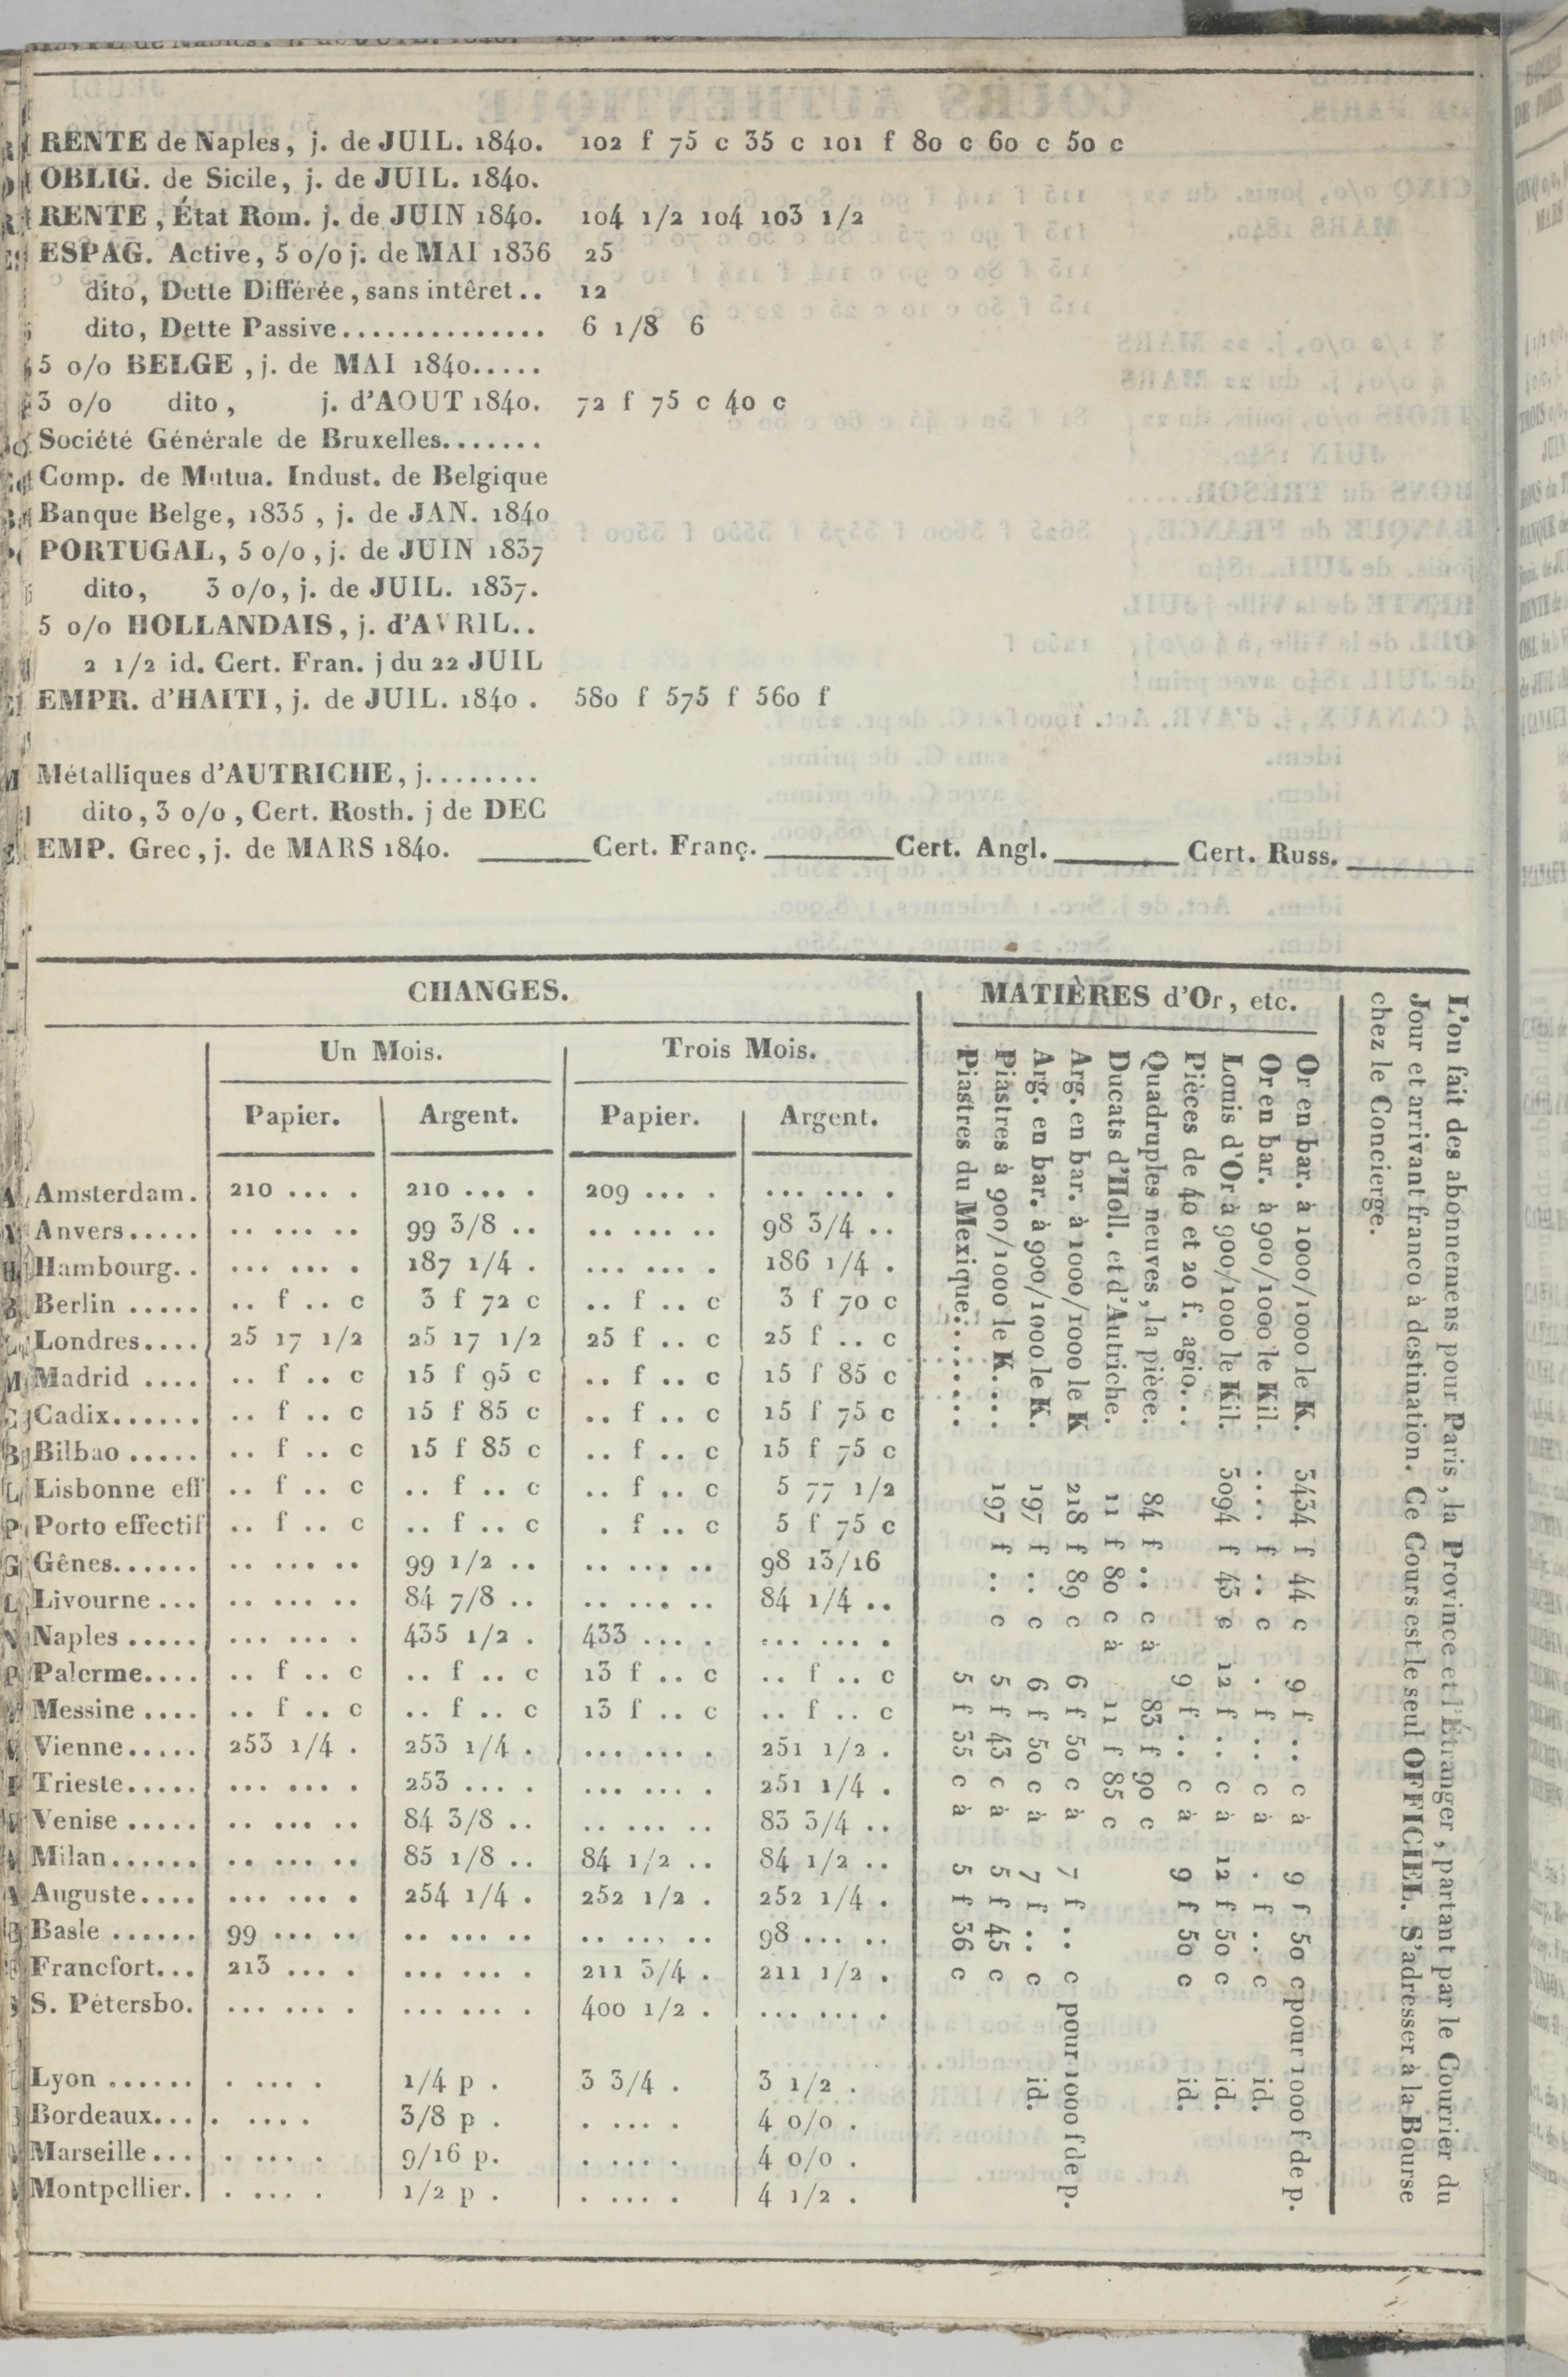 RENTE de Naples, j. de JUIL. 1840. 102 f 75 c 35 c 101 f 80 c 60 c 50 c
OBLIG. de Sicile, j. de JUIL. 1840.
RENTE, État Rom. j. de JUIN 1840. 104 1/2 104 103 1/2
ESPAG. Active, 5 o/o j. de MAI 1836 25
dito, Dette Différée, sans intêret.. 12
dito, Dette Passive.............. 6 1/8 6
5 o/o BELGE, j. de MAI 1840.....
3 o/o dito, j. d'AOUT 1840. 72 f 75 c 40 c
Société Générale de Bruxelles.......
Comp. de Mutua. Indust. de Belgique
Banque Belge, 1835, j. de JAN. 1840
PORTUGAL, 5 o/o, j. de JUIN 1837
dito, 3 o/o, j. de JUIL. 1837.
5 o/o HOLLANDAIS, j. d'AVRIL..
2 1/2 id. Cert. Fran. j du 22 JUIL
EMPR. d'HAITI, j. de JUIL. 1840. 580 f 575 f 560 f
Métalliques d'AUTRICHE, j........
dito, 3 o/o, Cert. Rosth. j de DEC
EMP. Grec, j. de MARS 1840. ______Cert. Franç.______Cert. Angl.______Cert. Russ.______
CHANGES.
Un Mois. Trois Mois.
Papier. Argent. Papier. Argent.
Amsterdam. 210 ... . 210 ... . 209 ... . ... ... .
Anvers..... .. ... .. 99 3/8 .. .. ... .. 98 3/4 ..
Hambourg.. ... ... . 187 1/4 . ... ... . 186 1/4 .
Berlin ..... .. f .. c 3 f 72 c .. f .. c 3 f 70 c
Londres.... 25 17 1/2 25 17 1/2 25 f .. c 25 f .. c
Madrid .... .. f .. c 15 f 95 c .. f .. c 15 f 85 c
Cadix...... .. f .. c 15 f 85 c .. f .. c 15 f 75 c
Bilbao ..... .. f .. c 15 f 85 c .. f .. c 15 f 75 c
Lisbonne eff .. f .. c .. f .. c .. f .. c 5 77 1/2
Porto effectif .. f .. c .. f .. c . f .. c 5 f 75 c
Gênes...... .. ... .. 99 1/2 .. .. ... .. 98 13/16
Livourne ... .. ... .. 84 7/8 .. .. ... .. 84 1/4 ..
Naples ..... ... ... . 435 1/2 . 433 ... . ... ... .
Palerme.... .. f .. c .. f .. c 13 f .. c .. f .. c
Messine .... .. f .. c .. f .. c 13 f .. c .. f .. c
Vienne..... 253 1/4 . 253 1/4 . ... ... . 251 1/2 .
Trieste..... ... ... . 253 ... . ... ... . 251 1/4 .
Venise ..... .. ... .. 84 3/8 .. .. ... .. 83 3/4 ..
Milan...... .. ... .. 85 1/8 .. 84 1/2 .. 84 1/2 ..
Auguste.... ... ... . 254 1/4 . 252 1/2 . 252 1/4 .
Basle ...... 99 ... .. .. ... .. .. ... .. 98 ... ..
Francfort... 213 ... . ... ... . 211 3/4 . 211 1/2 .
S. Pétersbo. ... ... . ... ... . 400 1/2 . ... ... .
Lyon ...... . ... . 1/4 p . 3 3/4 . 3 1/2 .
Bordeaux... . ... . 3/8 p . . ... . 4 o/o .
Marseille... . ... . 9/16 p. . ... . 4 o/o .
Montpellier. . ... . 1/2 p . . ... . 4 1/2 .
MATIÈRES d'Or, etc.
Or en bar. à 1000/1000 le K. 3434 f 44 c 9 f .. c à 9 f 50 c pour 1000 f de p.
Or en bar. à 900/1000 le Kil. .... f .. c . f .. c à . f .. c id.
Louis d'Or à 900/1000 le Kil. 3094 f 43 c 12 f .. c à 12 f 50 c id.
Pièces de 40 et 20 f. agio... 9 f .. c à 9 f 50 c id.
Quadruples neuves, la pièce. 84 f .. c à 83 f 90 c
Ducats d'Holl. et d'Autriche. 11 f 80 c à 11 f 85 c
Arg. en bar. à 1000/1000 le K 218 f 89 c 6 f 50 c à 7 f .. c pour 1000 f de p.
Arg. en bar. à 900/1000 le K. 197 f .. c 6 f 50 c à 7 f .. c id.
Piastres à 900/1000 le K.... 197 f .. c 5 f 43 c à 5 f 45 c
Piastres du Mexique........ 5 f 35 c à 5 f 36 c
L'on fait des abonnemens pour Paris, la Province et l'Étranger, partant par le Courrier du
Jour et arrivant franco à destination. Ce Cours est le seul OFFICIEL. S'adresser à la Bourse
chez le Concierge.